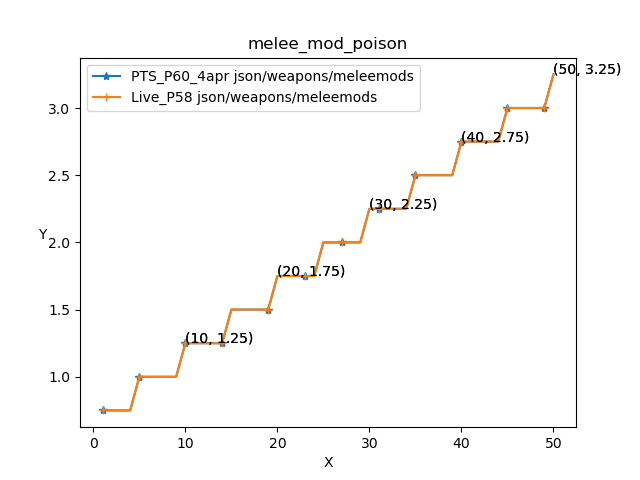 melee_mod_poison
PTS_P60_4apr json/weapons/meleemods
Live_P58 json/weapons/meleemods
(50, 3.25)
3.0
(40, 2.75)
2.5
(30, 2.25)
Y
2.0
(20, 1.75)
1.5
(10, 1.25)
1.0
0 10 20 30 40 50
X